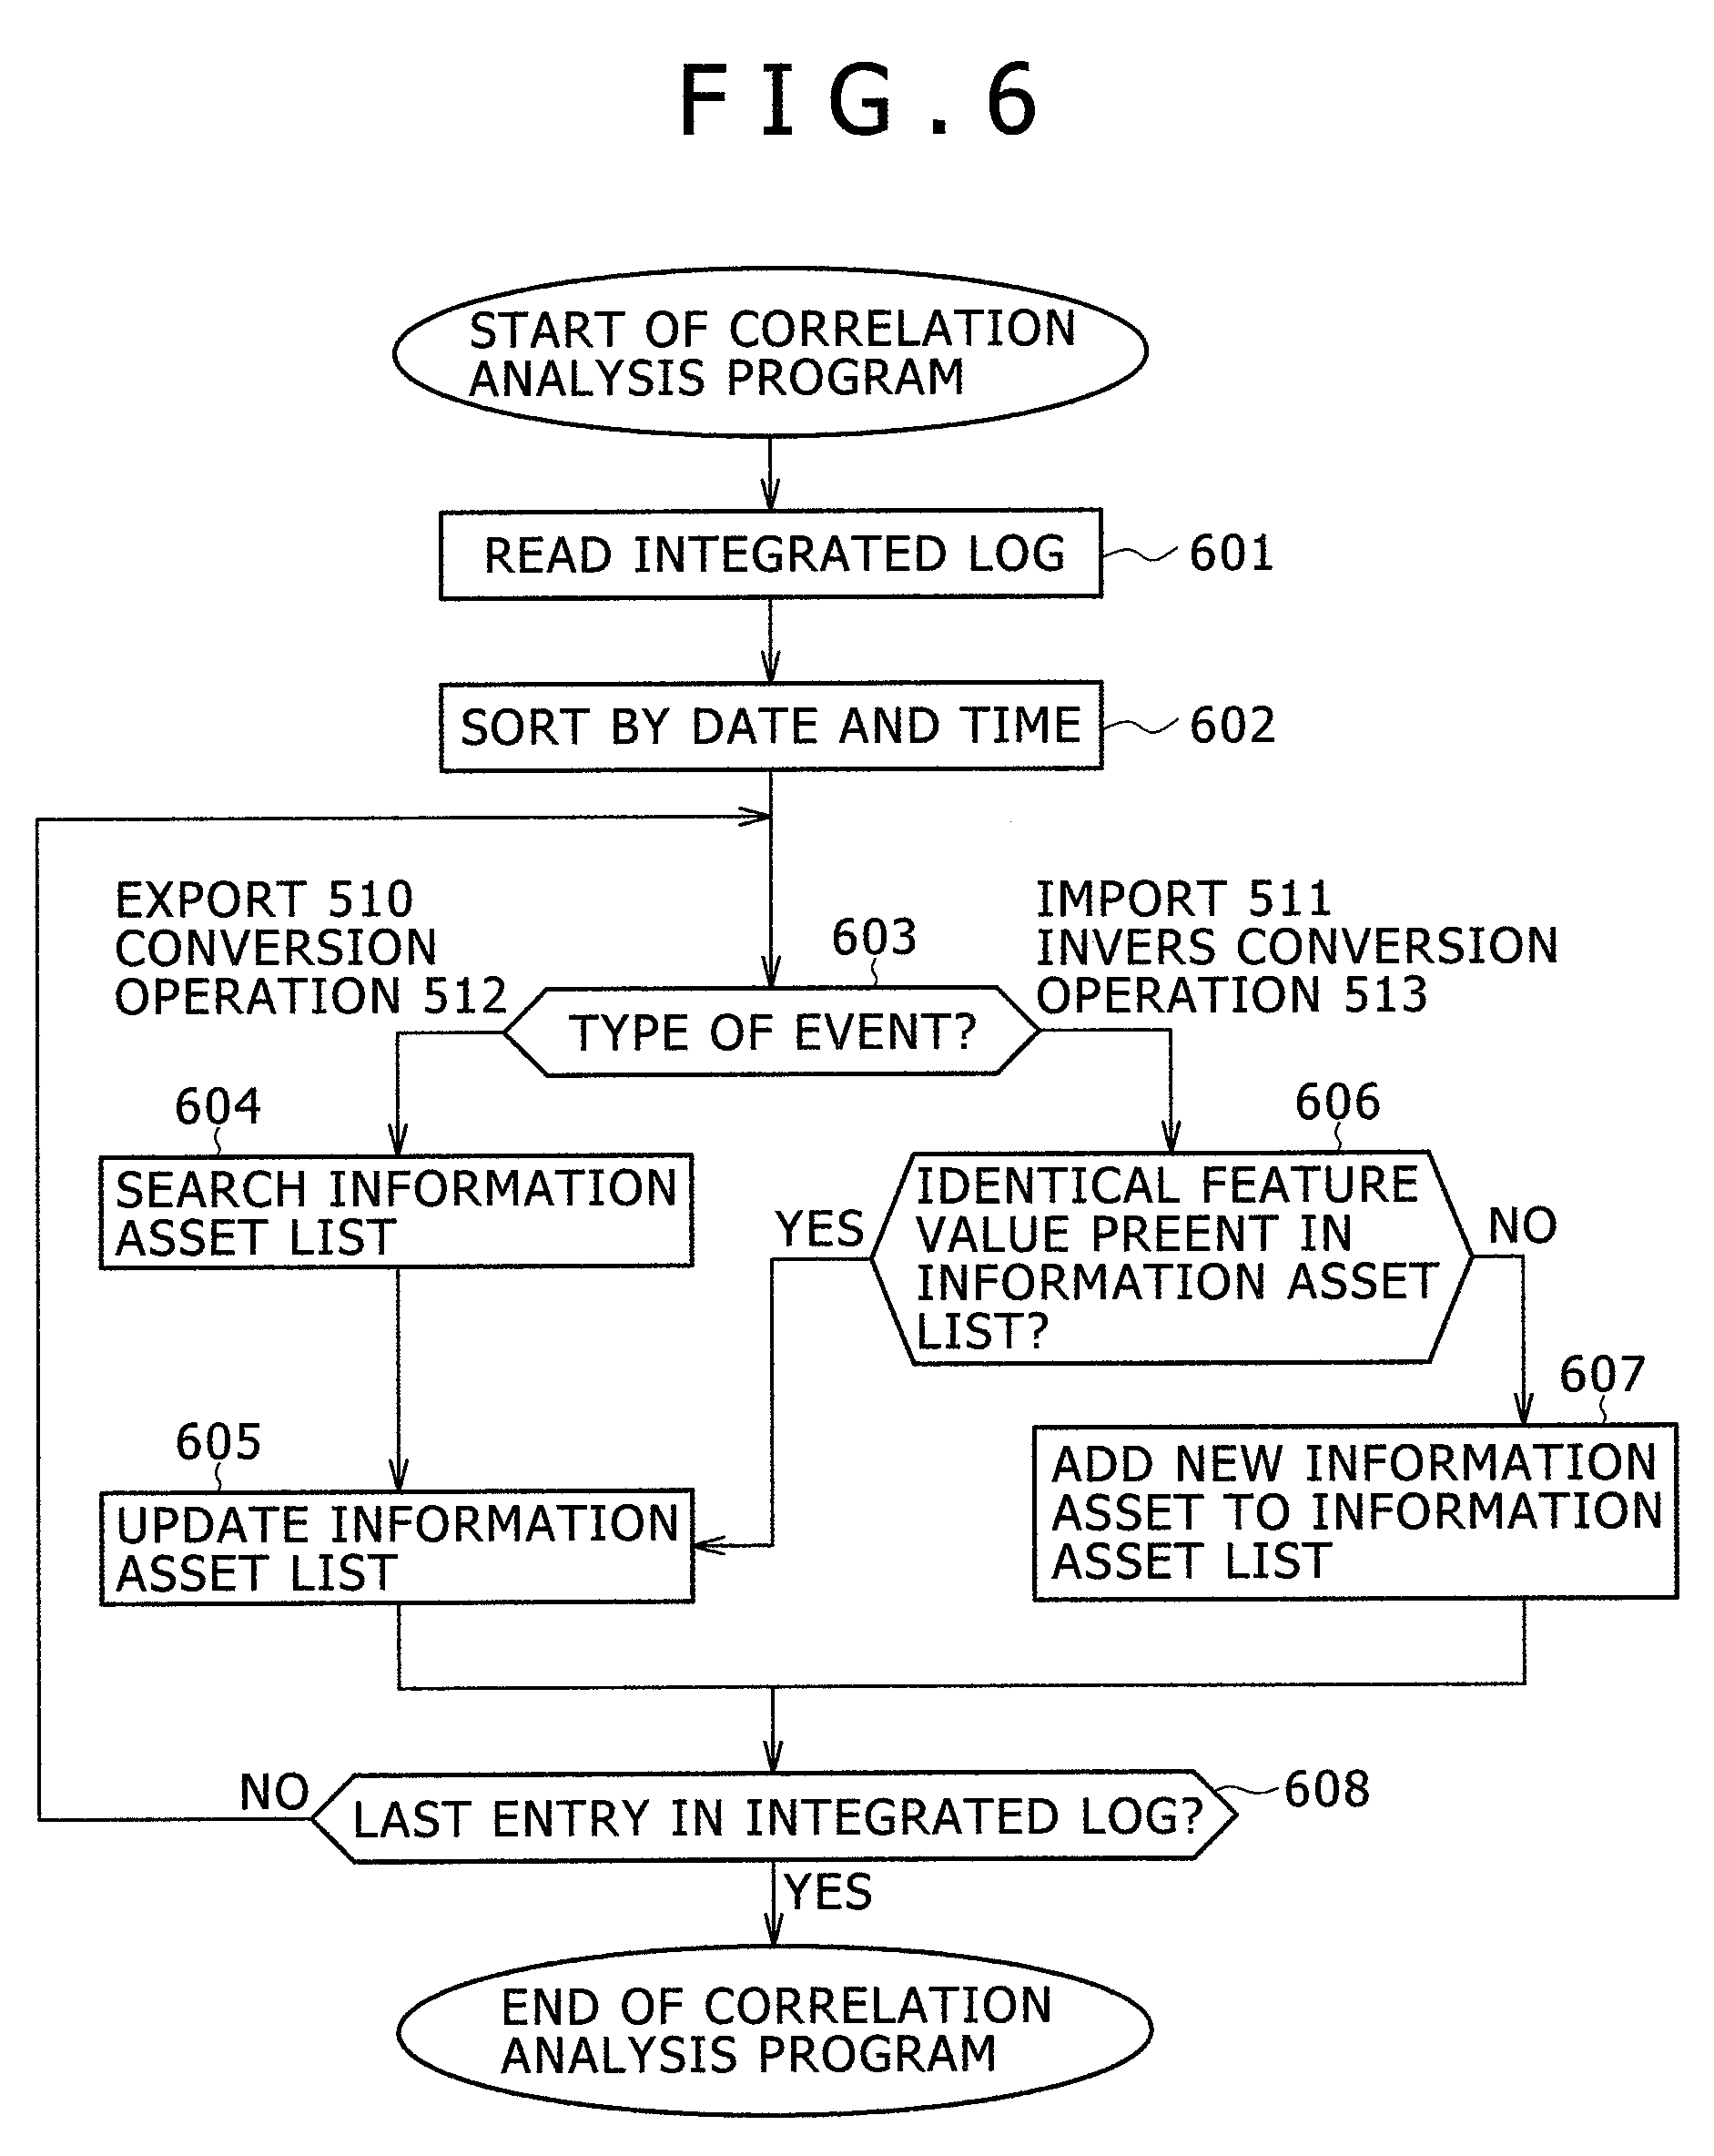 FIG.6
START OF CORRELATION
ANALYSIS PROGRAM
READ INTEGRATED LOG
601
SORT BY DATE AND TIME
602
EXPORT 510
CONVERSION
OPERATION 512
IMPORT 511
INVERS CONVERSION
OPERATION 513
603
TYPE OF EVENT?
604
SEARCH INFORMATION
ASSET LIST
606
IDENTICAL FEATURE
VALUE PREENT IN
INFORMATION ASSET
LIST?
YES
NO
605
UPDATE INFORMATION
ASSET LIST
607
ADD NEW INFORMATION
ASSET TO INFORMATION
ASSET LIST
NO
LAST ENTRY IN INTEGRATED LOG?
608
YES
END OF CORRELATION
ANALYSIS PROGRAM